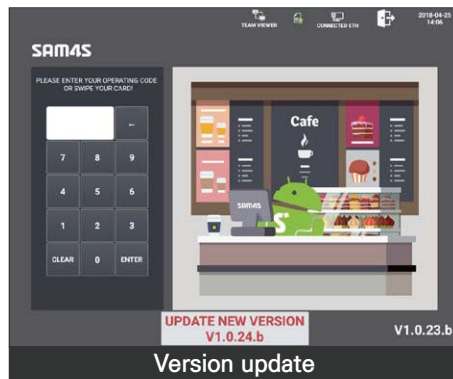 TEAM VIEWER
CONNECTED ETH
2018-04-25
14:06
SAM4S
PLEASE ENTER YOUR OPERATING CODE
OR SWIPE YOUR CARD!
←
7 8 9
4 5 6
1 2 3
CLEAR 0 ENTER
Cafe
SAM4S
S
UPDATE NEW VERSION
V1.0.24.b
V1.0.23.b
Version update